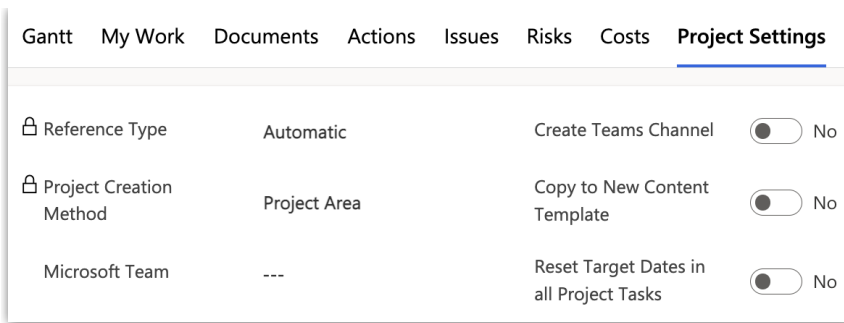 Gantt My Work Documents Actions Issues Risks Costs Project Settings
Reference Type Automatic Create Teams Channel No
Project Creation Method Project Area Copy to New Content Template No
Microsoft Team --- Reset Target Dates in all Project Tasks No